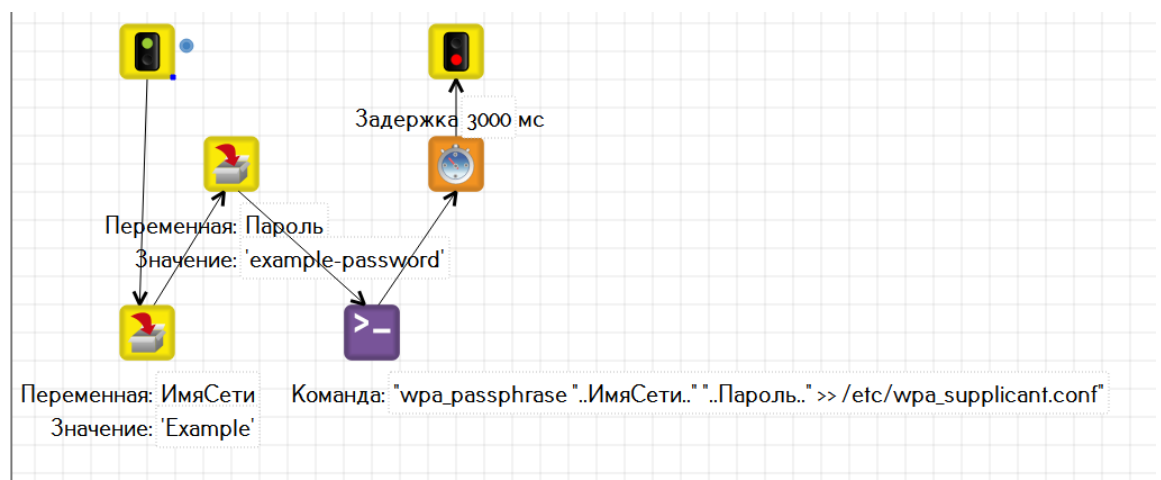 Задержка 3000 мс
Переменная: Пароль
Значение: 'example-password'
>_
Переменная: ИмяСети
Значение: 'Example'
Команда: "wpa_passphrase "..ИмяСети.." "..Пароль.." >> /etc/wpa_supplicant.conf"